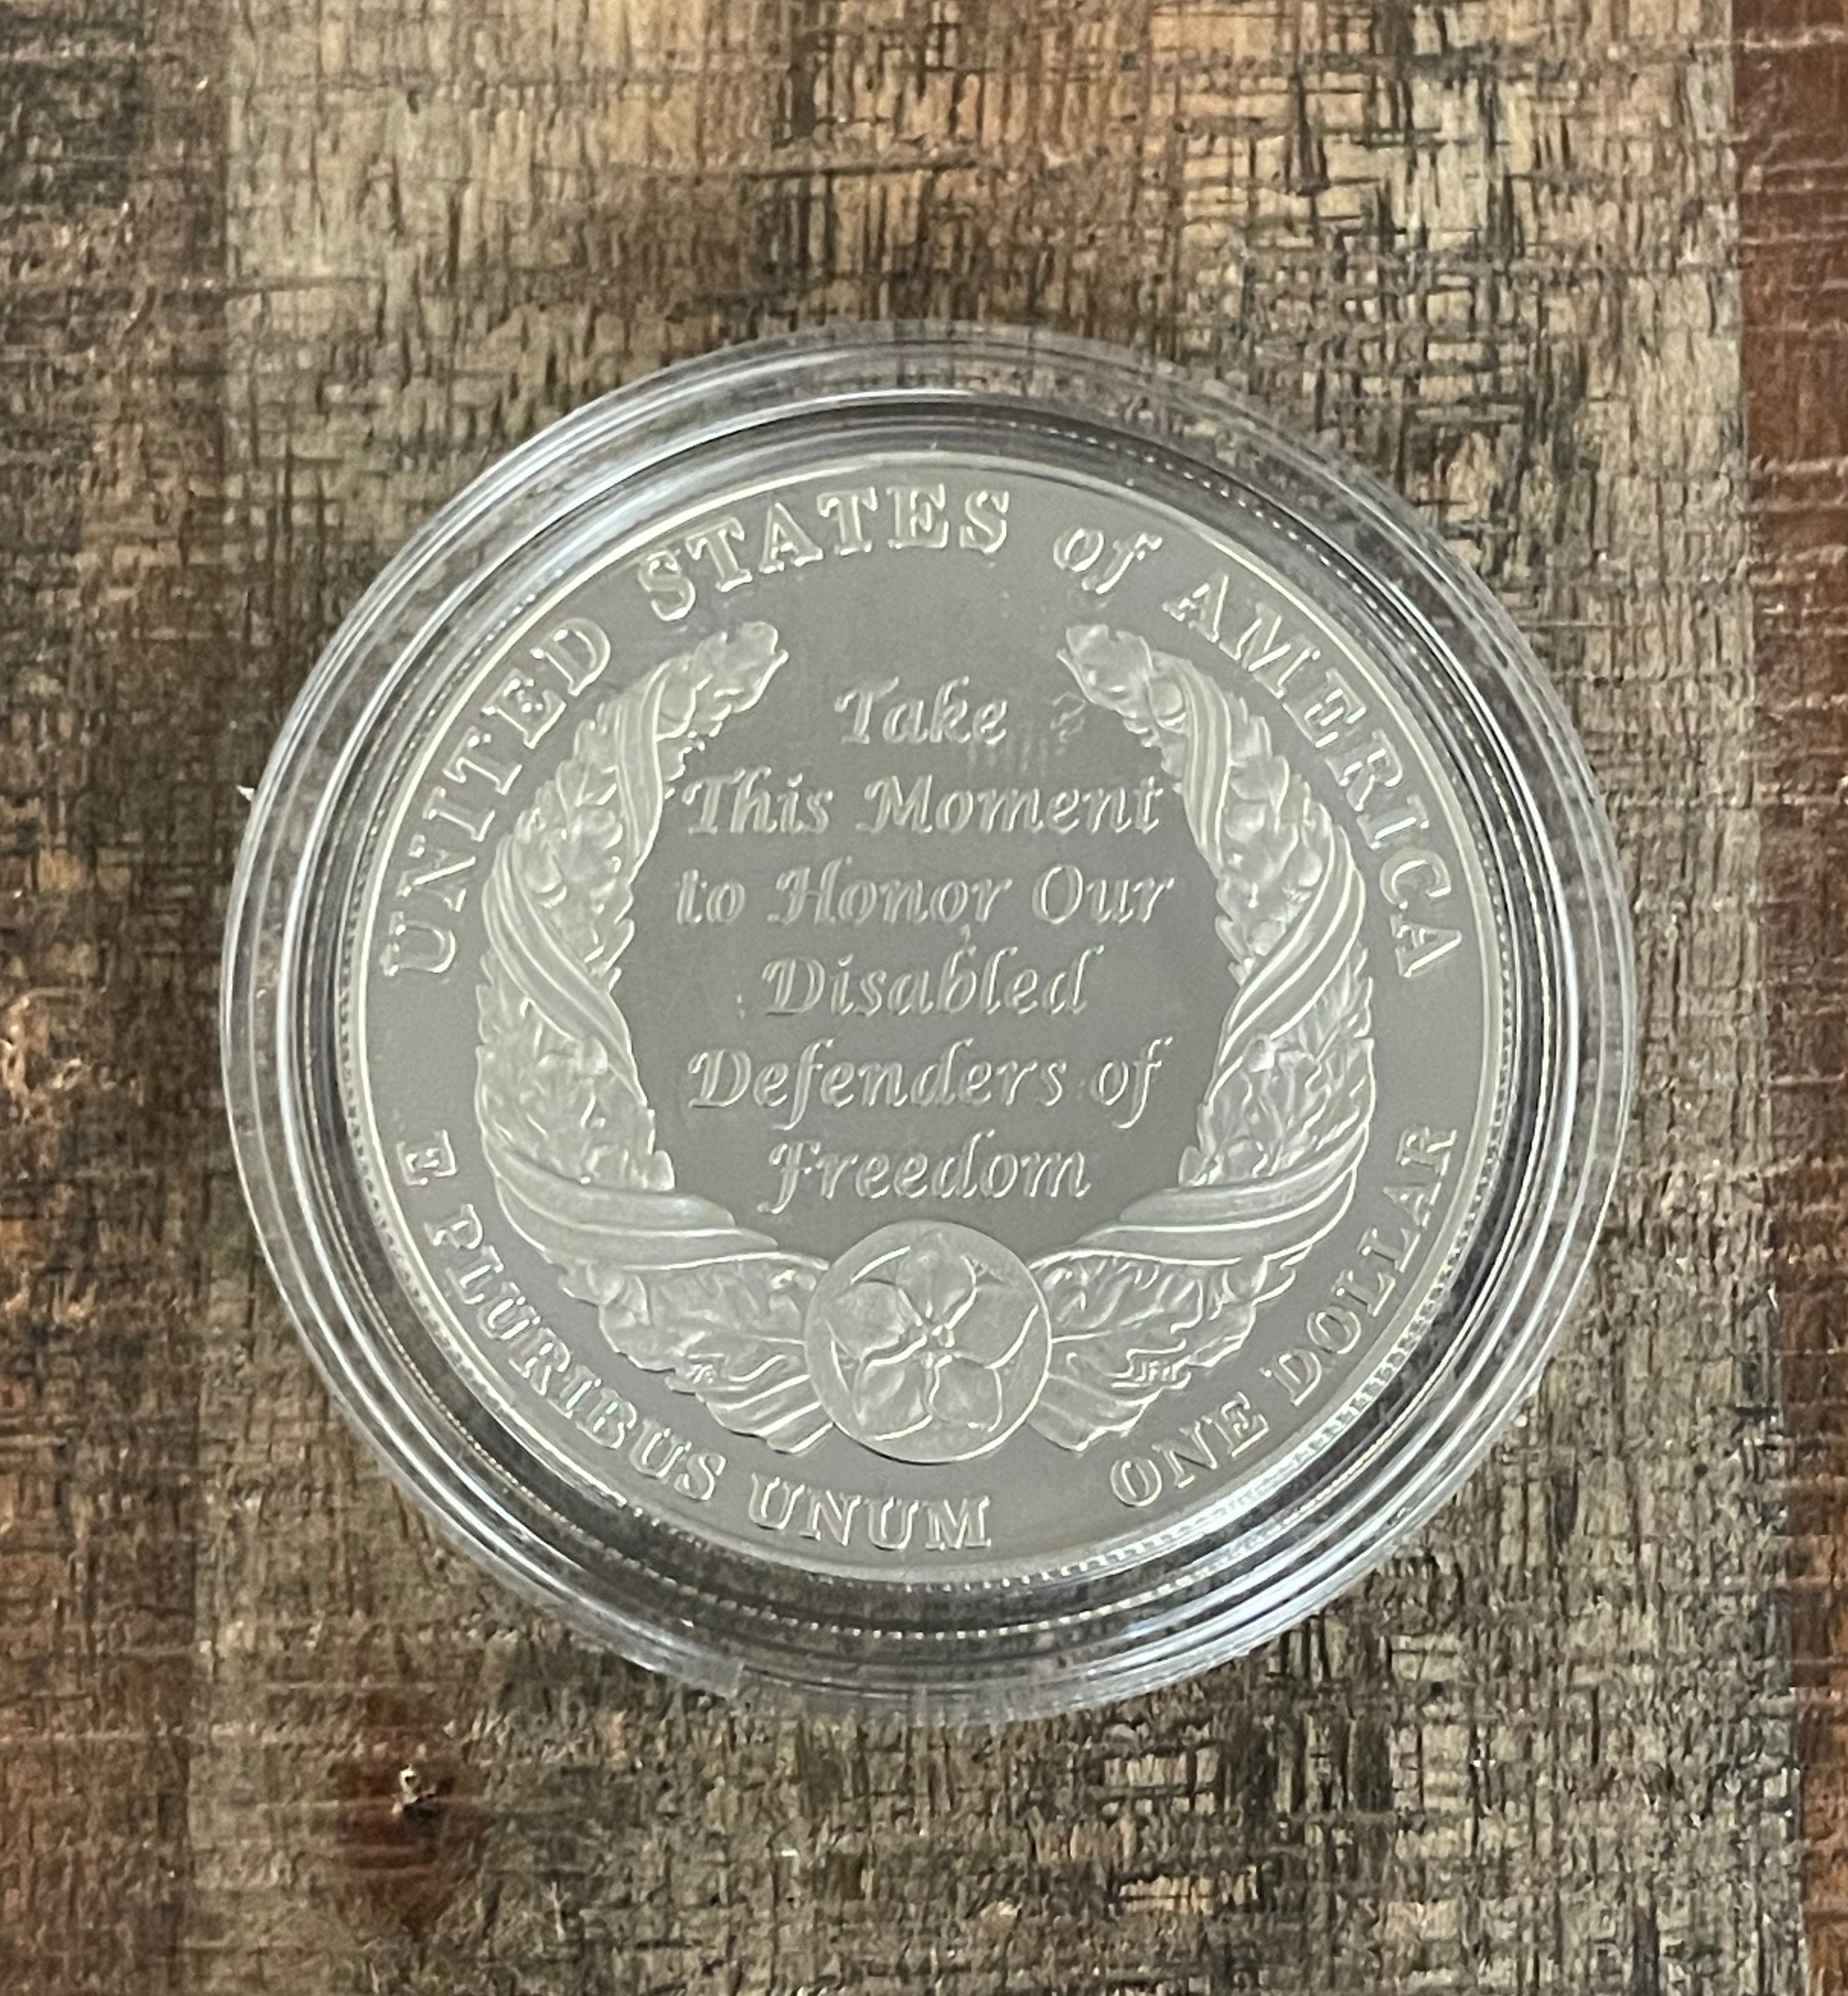 UNITED STATES of AMERICA
Take
This Moment
to Honor Our
Disabled
Defenders of
Freedom
E PLURIBUS UNUM
ONE DOLLAR